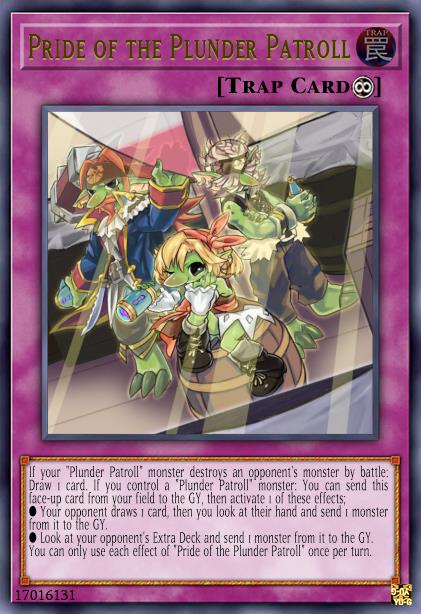 PRIDE OF THE PLUNDER PATROLL
TRAP
罠
[TRAP CARD]
If your "Plunder Patroll" monster destroys an opponent's monster by battle:
Draw 1 card. If you control a "Plunder Patroll" monster: You can send this
face-up card from your field to the GY, then activate 1 of these effects;
● Your opponent draws 1 card, then you look at their hand and send 1 monster
from it to the GY.
● Look at your opponent's Extra Deck and send 1 monster from it to the GY.
You can only use each effect of "Pride of the Plunder Patroll" once per turn.
17016131